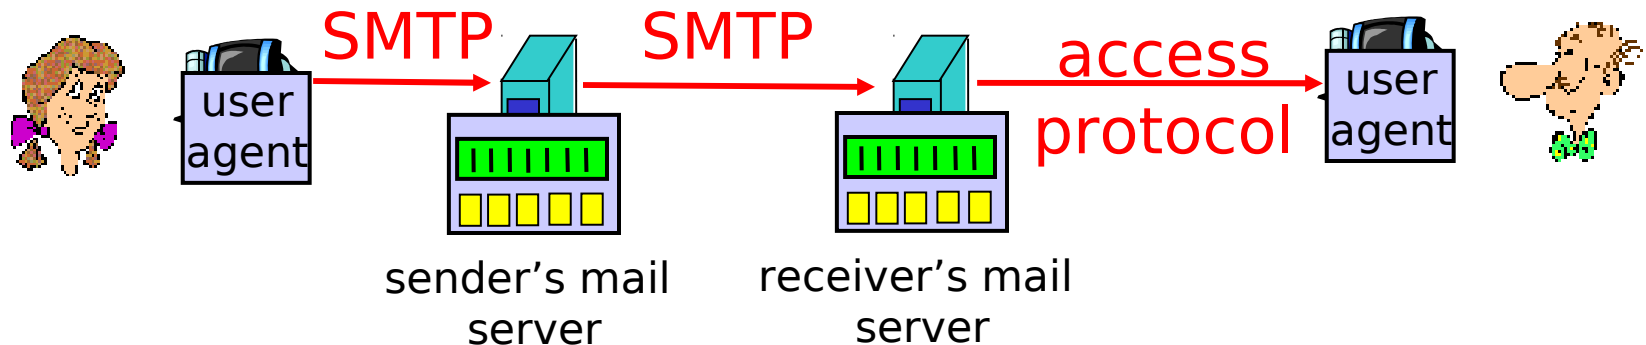 SMTP
SMTP
access
protocol
user
agent
user
agent
sender’s mail
server
receiver’s mail
server